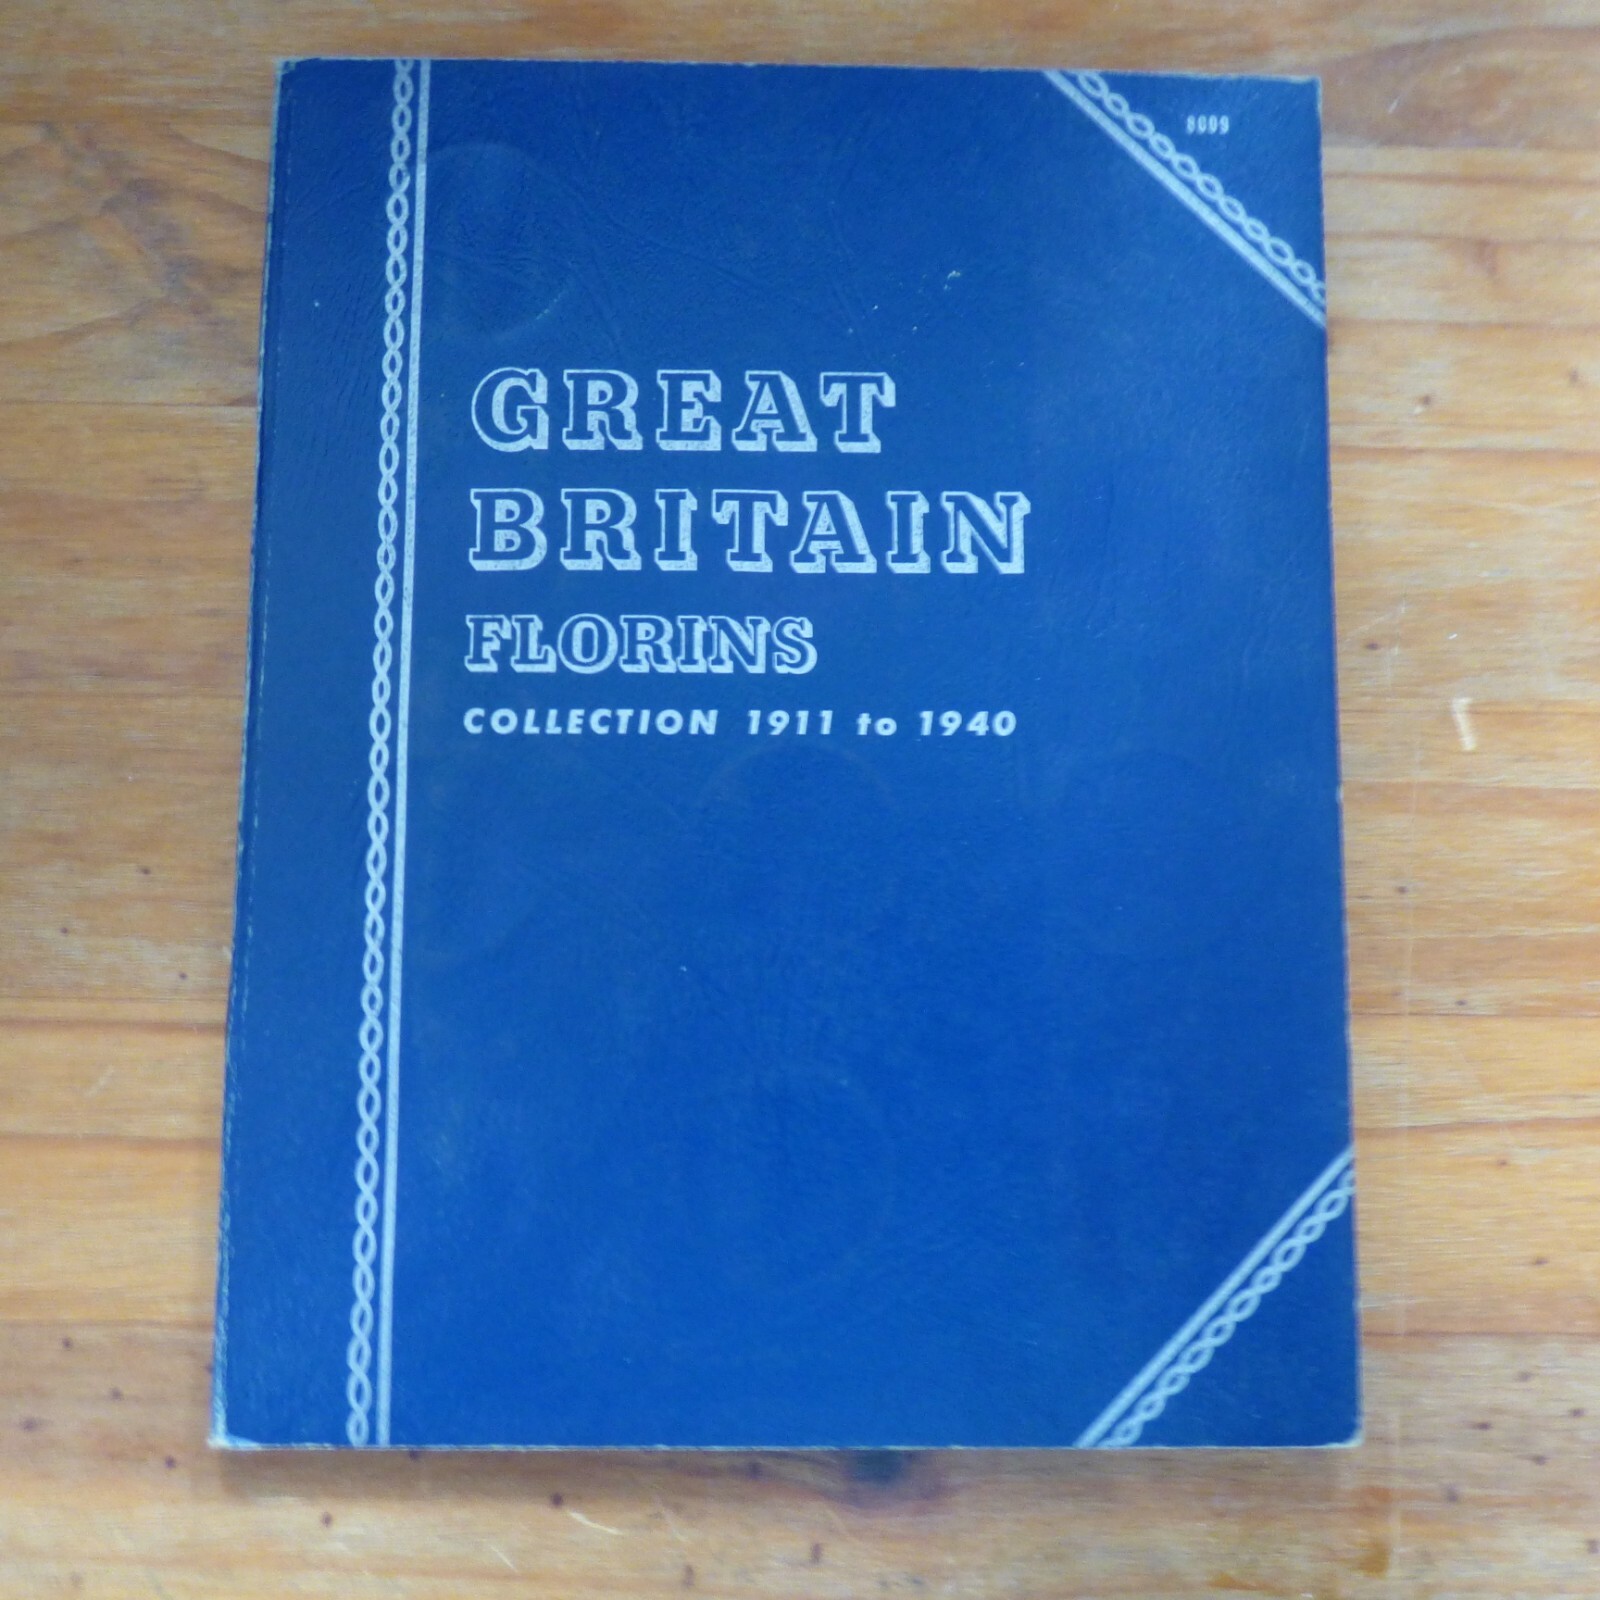 GREAT
BRITAIN
FLORINS
COLLECTION 1911 to 1940